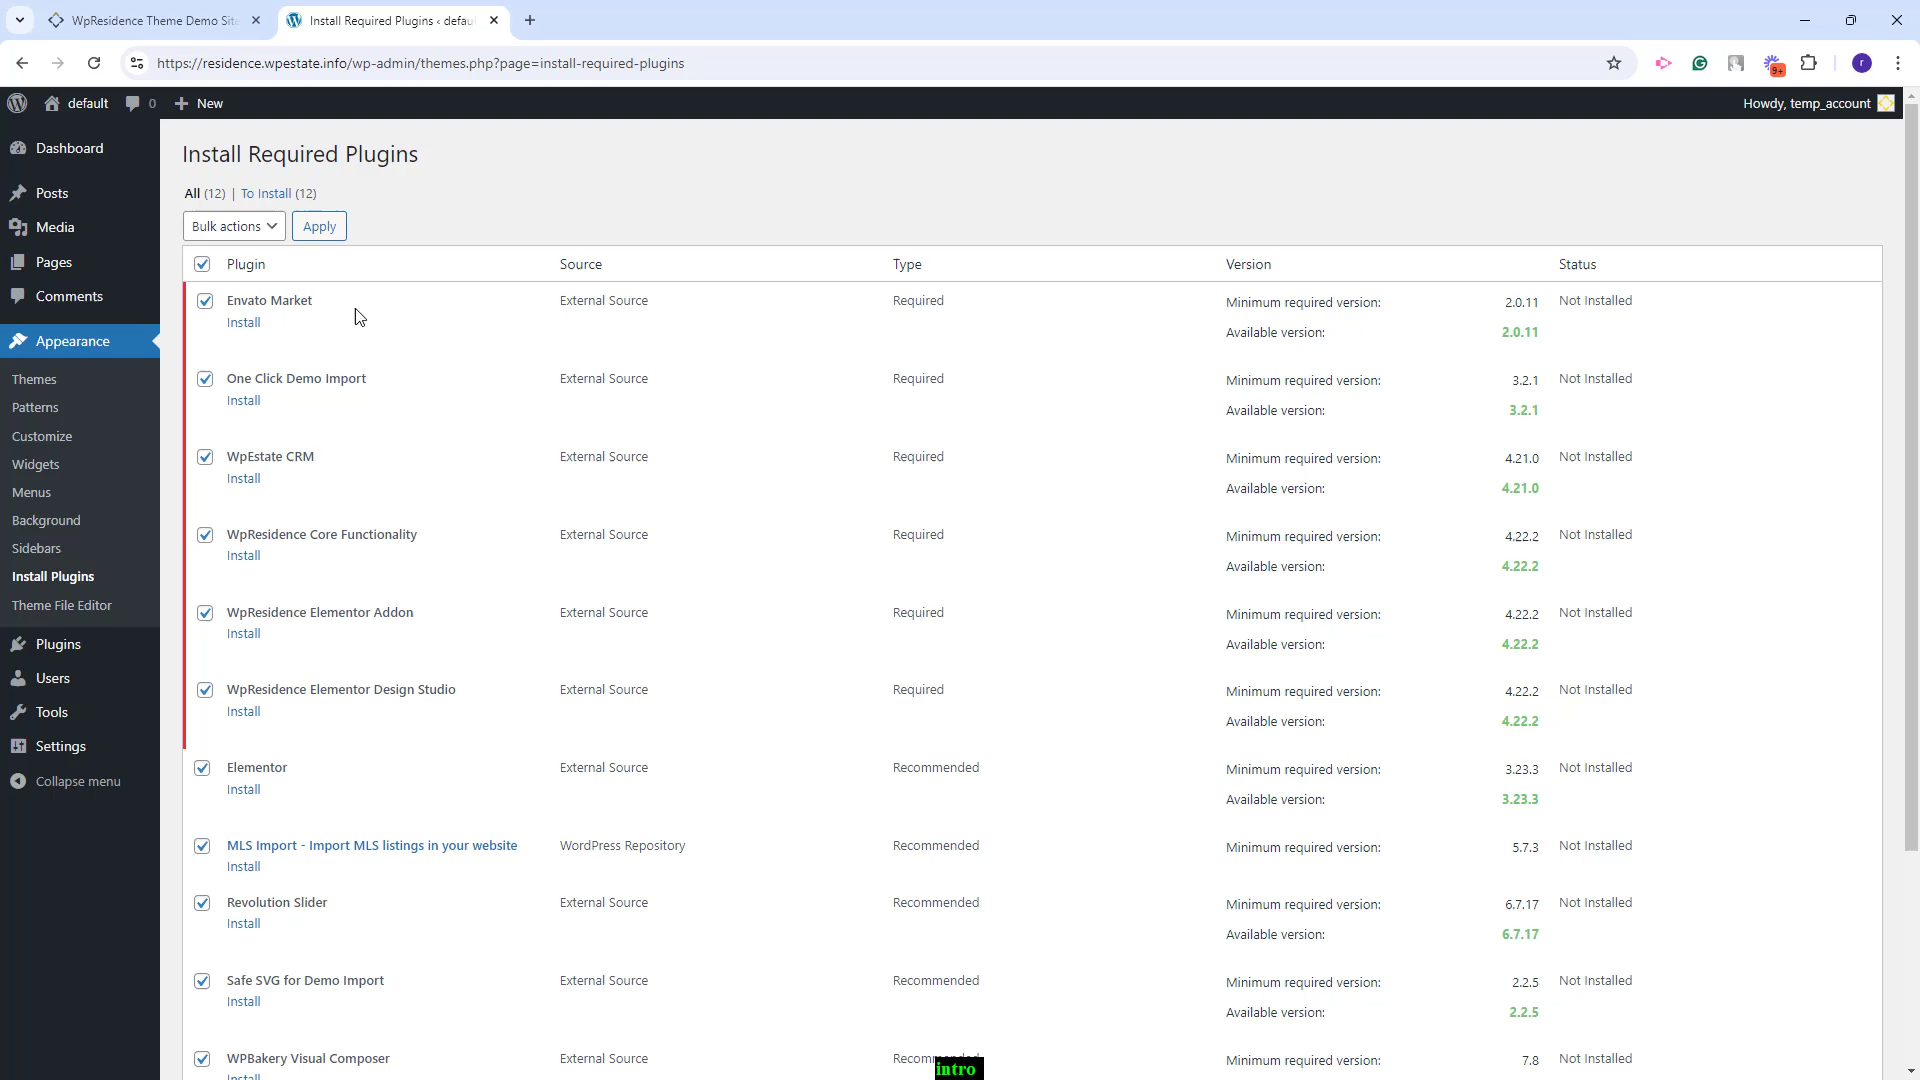 WpResidence Theme Demo Site
Install Required Plugins ‹ defau
https://residence.wpestate.info/wp-admin/themes.php?page=install-required-plugins
9+
r
default
0
New
Howdy, temp_account
Dashboard
Posts
Media
Pages
Comments
Appearance
Themes
Patterns
Customize
Widgets
Menus
Background
Sidebars
Install Plugins
Theme File Editor
Plugins
Users
Tools
Settings
Collapse menu
Install Required Plugins
All (12) | To Install (12)
Bulk actions Apply
Plugin Source Type Version Status
Envato Market External Source Required Minimum required version: 2.0.11 Not Installed
Install Available version: 2.0.11
One Click Demo Import External Source Required Minimum required version: 3.2.1 Not Installed
Install Available version: 3.2.1
WpEstate CRM External Source Required Minimum required version: 4.21.0 Not Installed
Install Available version: 4.21.0
WpResidence Core Functionality External Source Required Minimum required version: 4.22.2 Not Installed
Install Available version: 4.22.2
WpResidence Elementor Addon External Source Required Minimum required version: 4.22.2 Not Installed
Install Available version: 4.22.2
WpResidence Elementor Design Studio External Source Required Minimum required version: 4.22.2 Not Installed
Install Available version: 4.22.2
Elementor External Source Recommended Minimum required version: 3.23.3 Not Installed
Install Available version: 3.23.3
MLS Import - Import MLS listings in your website WordPress Repository Recommended Minimum required version: 5.7.3 Not Installed
Install
Revolution Slider External Source Recommended Minimum required version: 6.7.17 Not Installed
Install Available version: 6.7.17
Safe SVG for Demo Import External Source Recommended Minimum required version: 2.2.5 Not Installed
Install Available version: 2.2.5
WPBakery Visual Composer External Source Recommended Minimum required version: 7.8 Not Installed
Install
intro